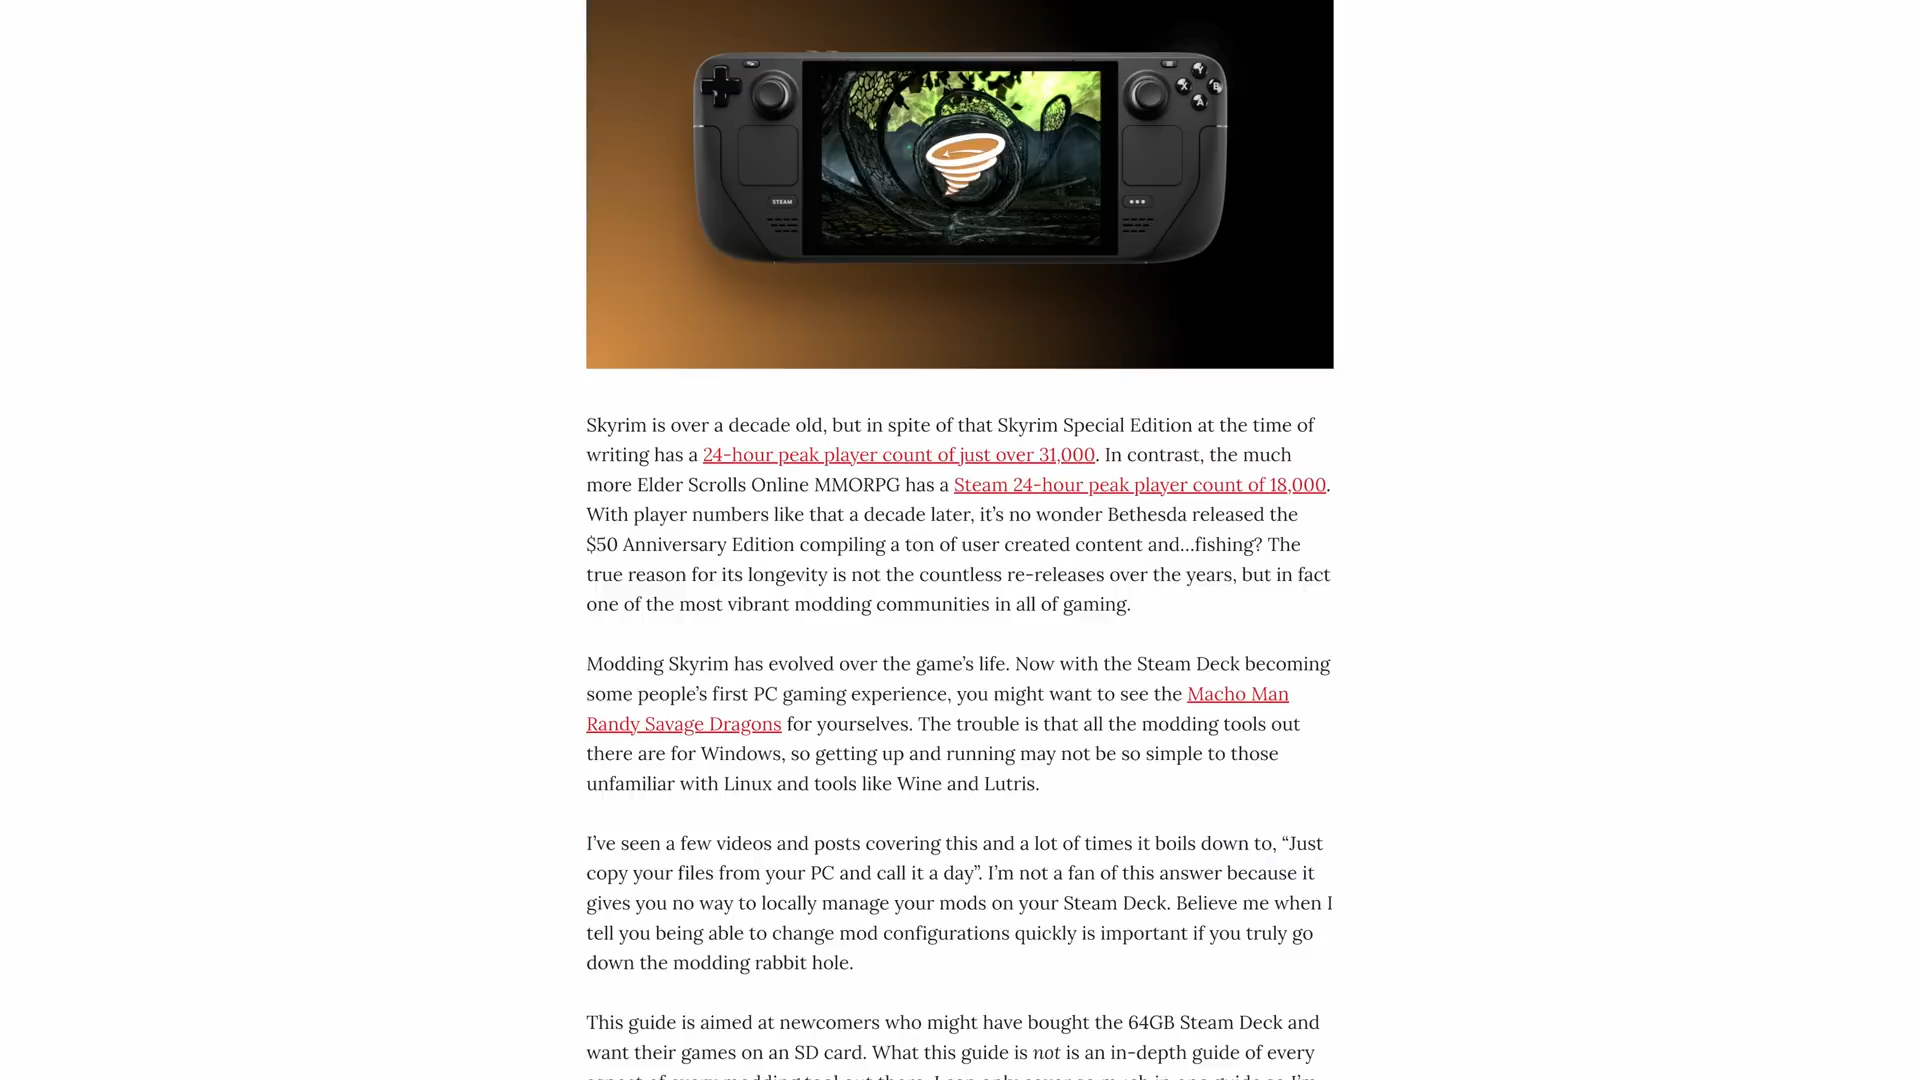 STEAM
X
Y
B
A
Skyrim is over a decade old, but in spite of that Skyrim Special Edition at the time of
writing has a 24-hour peak player count of just over 31,000. In contrast, the much
more Elder Scrolls Online MMORPG has a Steam 24-hour peak player count of 18,000.
With player numbers like that a decade later, it’s no wonder Bethesda released the
$50 Anniversary Edition compiling a ton of user created content and…fishing? The
true reason for its longevity is not the countless re-releases over the years, but in fact
one of the most vibrant modding communities in all of gaming.
Modding Skyrim has evolved over the game’s life. Now with the Steam Deck becoming
some people’s first PC gaming experience, you might want to see the Macho Man
Randy Savage Dragons for yourselves. The trouble is that all the modding tools out
there are for Windows, so getting up and running may not be so simple to those
unfamiliar with Linux and tools like Wine and Lutris.
I’ve seen a few videos and posts covering this and a lot of times it boils down to, “Just
copy your files from your PC and call it a day”. I’m not a fan of this answer because it
gives you no way to locally manage your mods on your Steam Deck. Believe me when I
tell you being able to change mod configurations quickly is important if you truly go
down the modding rabbit hole.
This guide is aimed at newcomers who might have bought the 64GB Steam Deck and
want their games on an SD card. What this guide is not is an in-depth guide of every